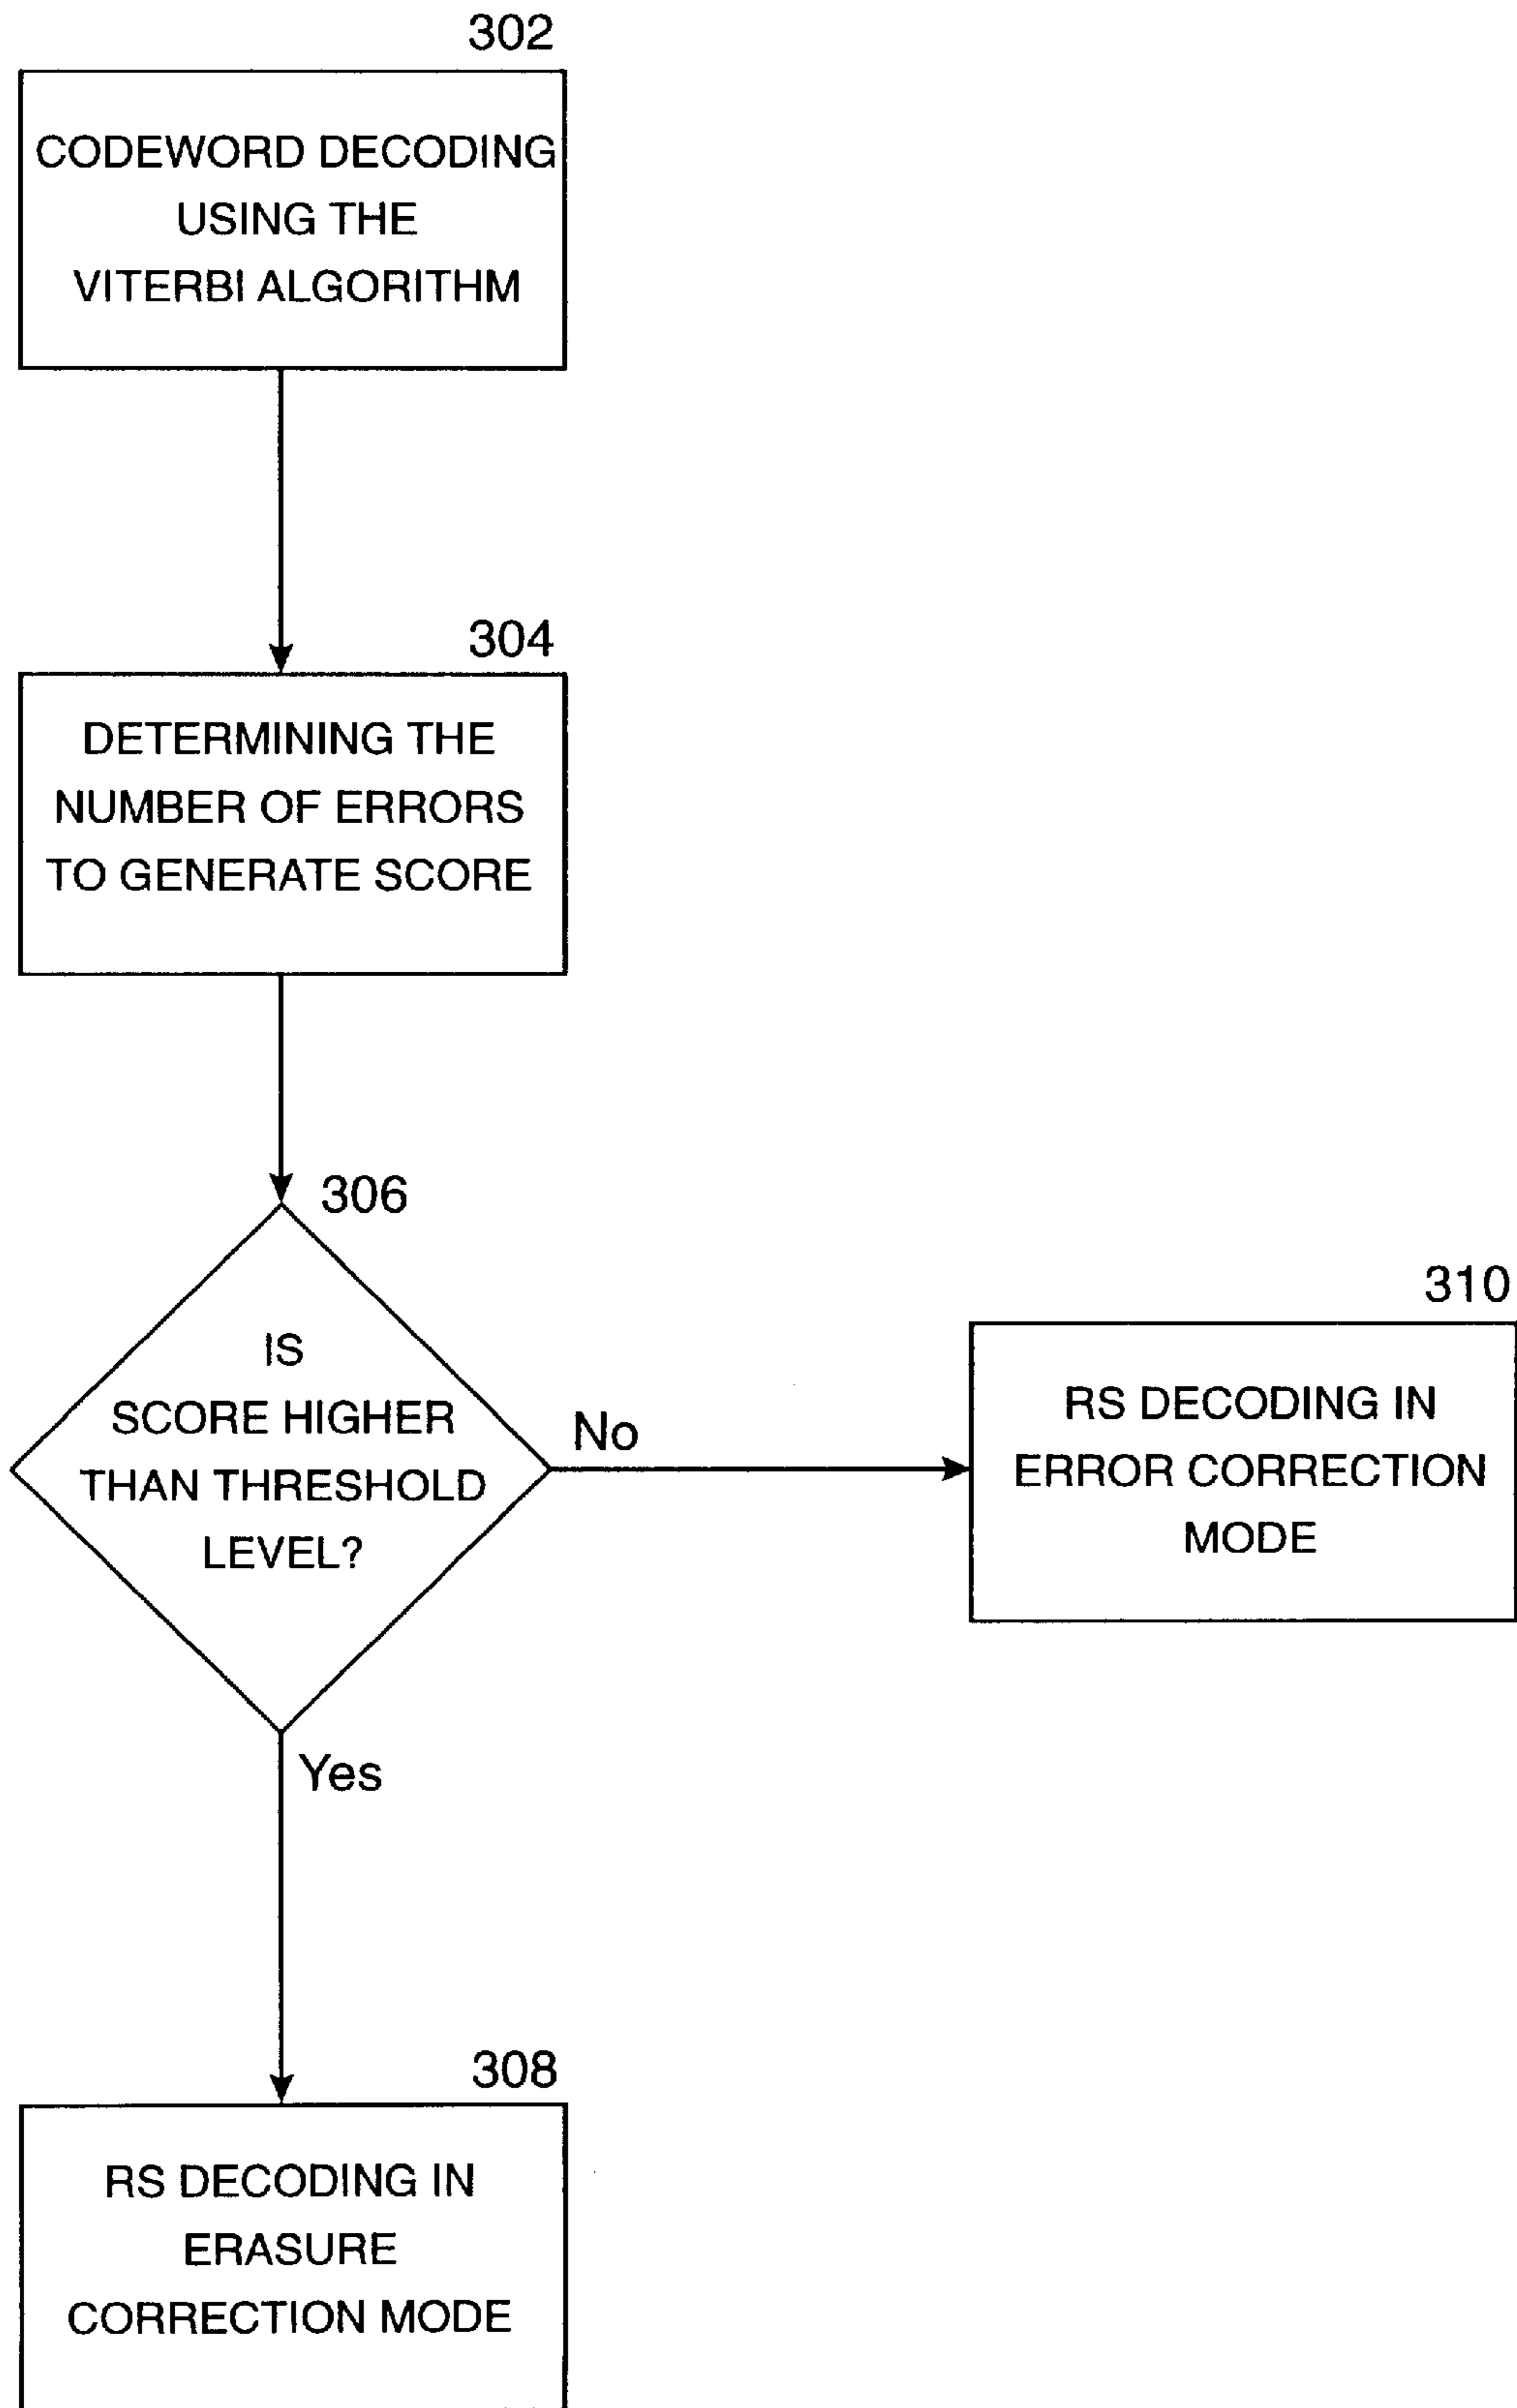 302
CODEWORD DECODING
USING THE
VITERBI ALGORITHM
304
DETERMINING THE
NUMBER OF ERRORS
TO GENERATE SCORE
306
IS
SCORE HIGHER
THAN THRESHOLD
LEVEL?
No
310
RS DECODING IN
ERROR CORRECTION
MODE
Yes
308
RS DECODING IN
ERASURE
CORRECTION MODE